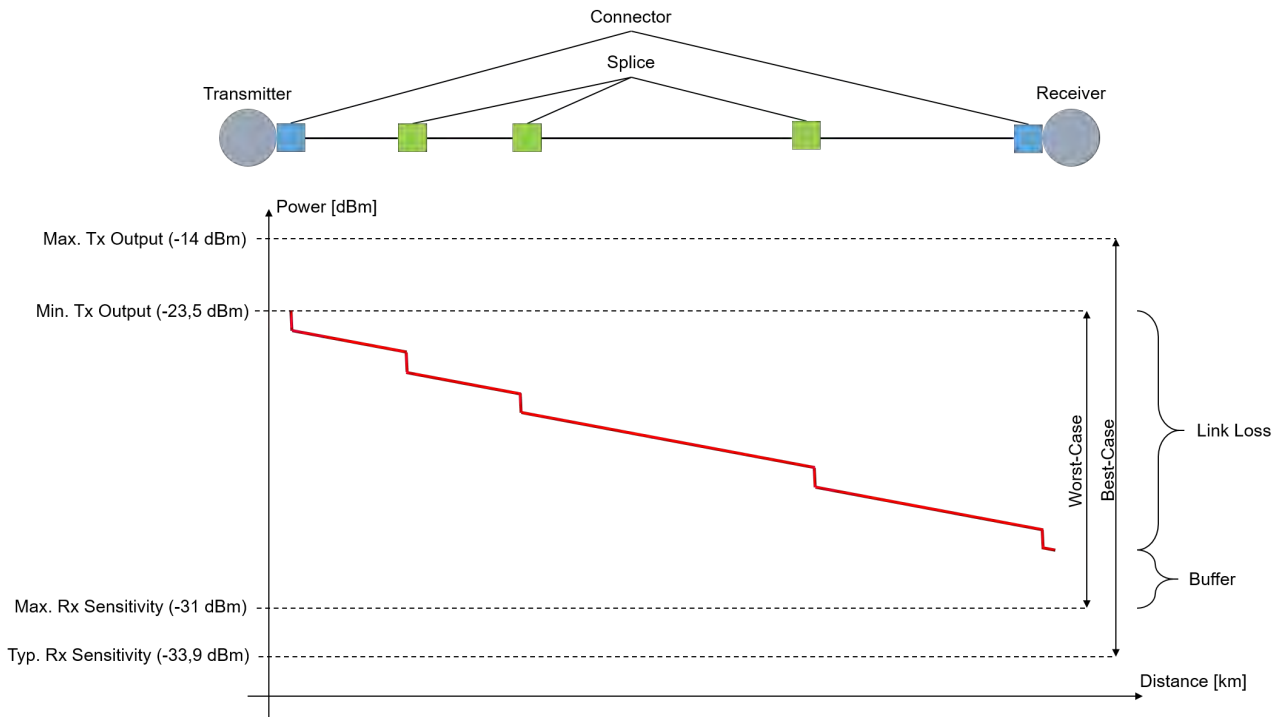 Connector
Splice
Transmitter
Receiver
Power [dBm]
Max. Tx Output (-14 dBm)
Min. Tx Output (-23,5 dBm)
Worst-Case
Best-Case
Link Loss
Buffer
Max. Rx Sensitivity (-31 dBm)
Typ. Rx Sensitivity (-33,9 dBm)
Distance [km]